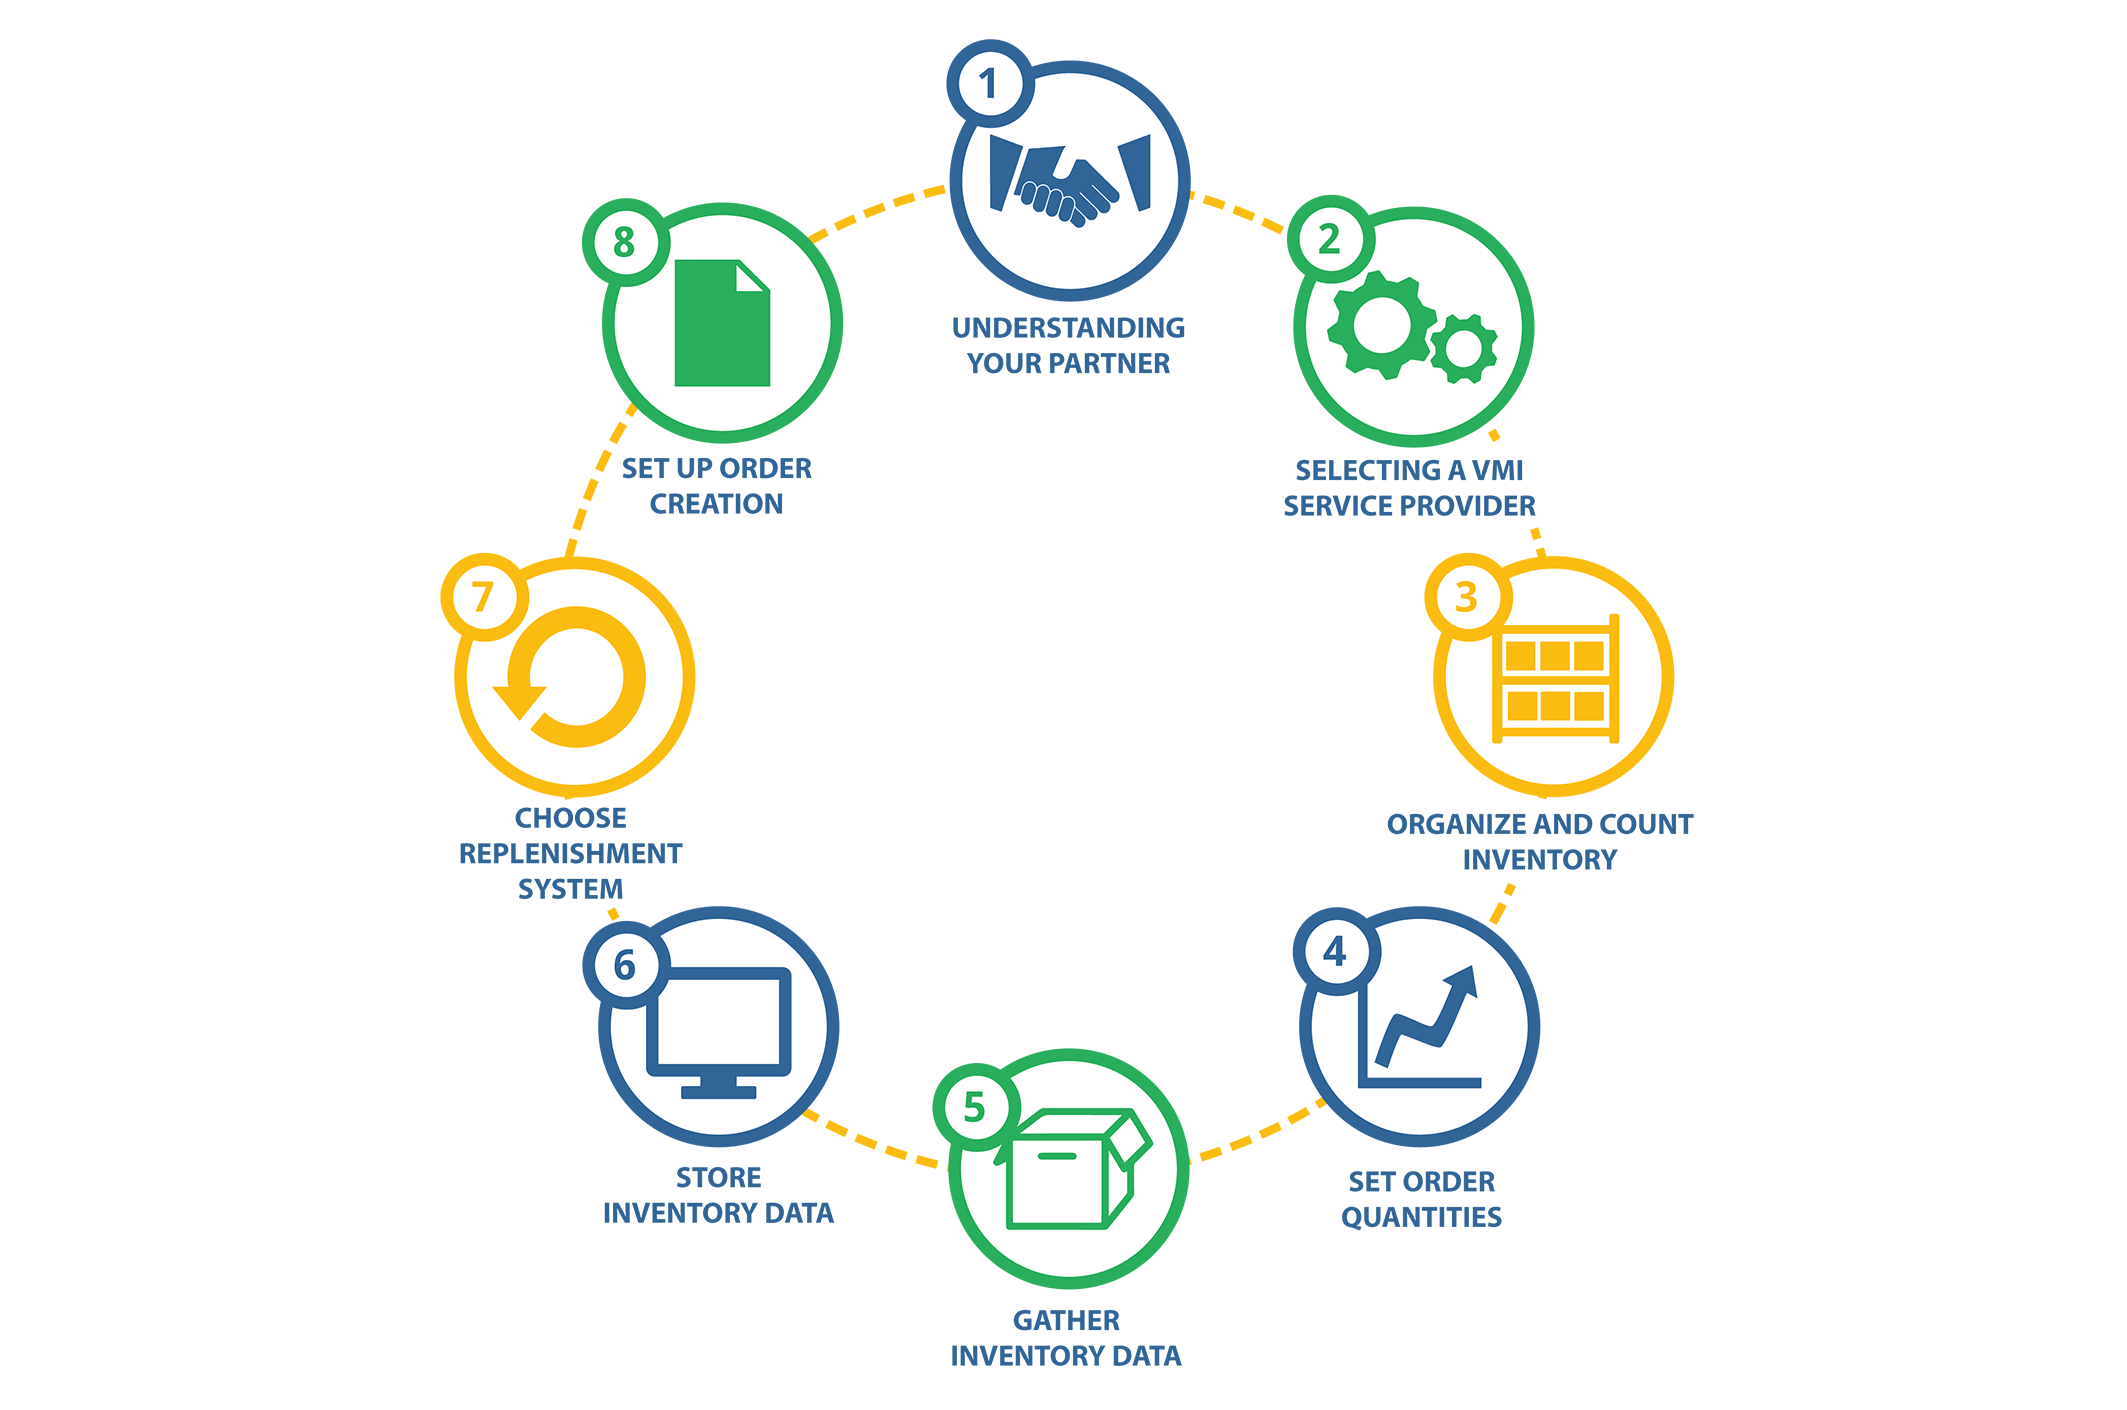 1
UNDERSTANDING
YOUR PARTNER
2
SELECTING A VMI
SERVICE PROVIDER
3
ORGANIZE AND COUNT
INVENTORY
4
SET ORDER
QUANTITIES
5
GATHER
INVENTORY DATA
6
STORE
INVENTORY DATA
7
CHOOSE
REPLENISHMENT
SYSTEM
8
SET UP ORDER
CREATION